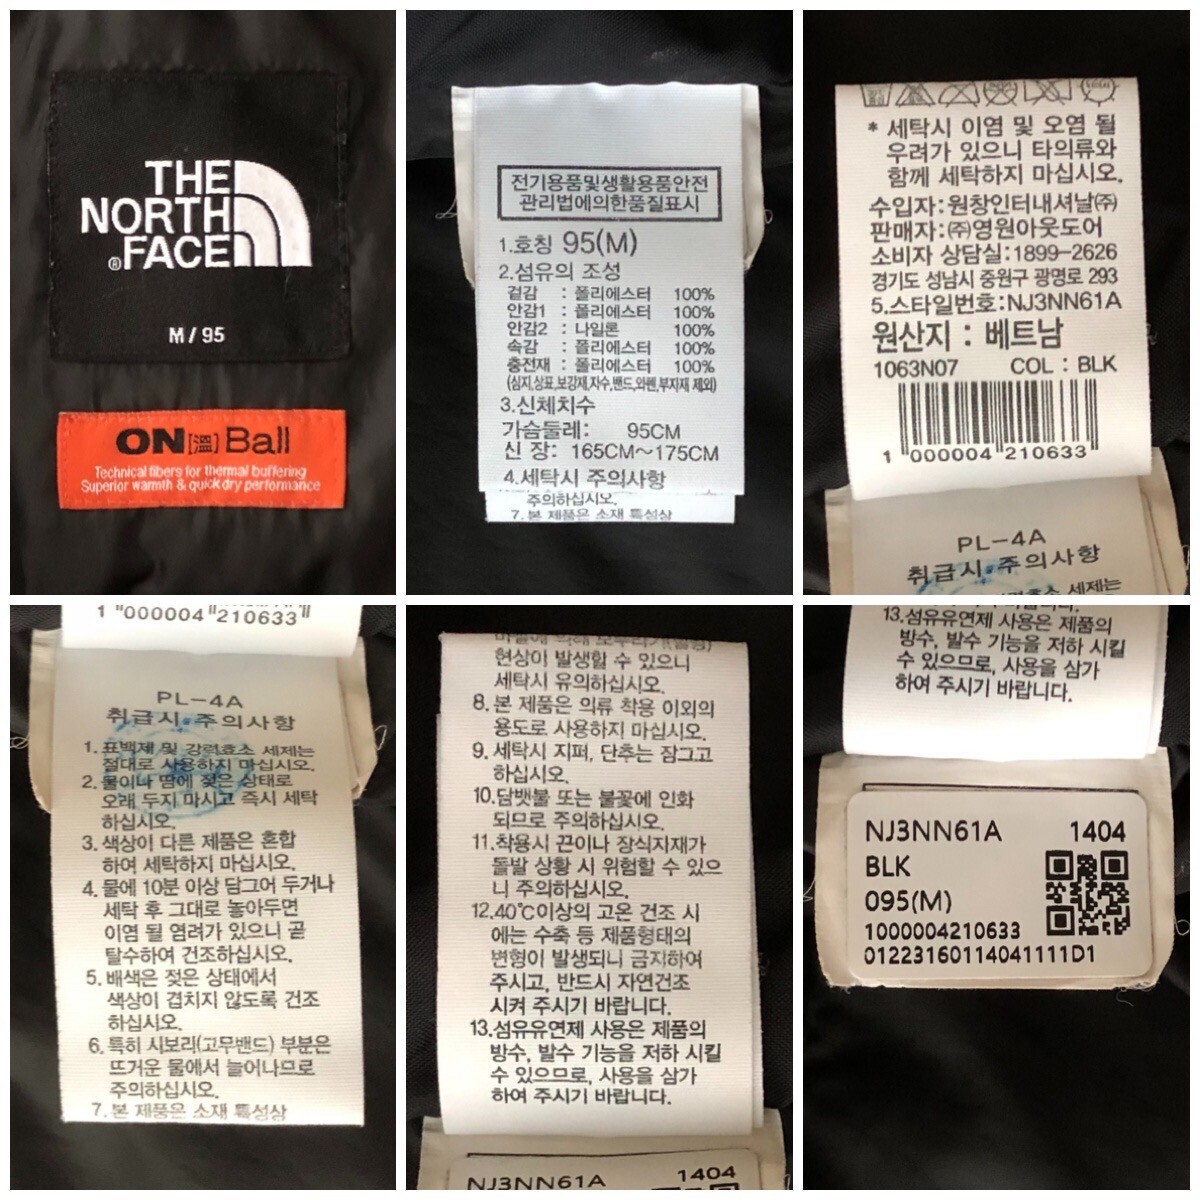 THE
NORTH
FACE
®
M / 95
ON[溫]Ball
Technical fibers for thermal buffering
Superior warmth & quick dry performance
전기용품및생활용품안전
관리법에의한품질표시
1.호칭 95(M)
2.섬유의 조성
겉감 : 폴리에스터 100%
안감1 : 폴리에스터 100%
안감2 : 나일론 100%
속감 : 폴리에스터 100%
충전재 : 폴리에스터 100%
(심지,상표,보강재,자수,밴드,와펜,부자재 제외)
3.신체치수
가슴둘레: 95CM
신 장: 165CM~175CM
4.세탁시 주의사항
주의하십시오.
7. 본 제품은 소재 특성상
* 세탁시 이염 및 오염 될
우려가 있으니 타의류와
함께 세탁하지 마십시오.
수입자:원창인터내셔날㈜
판매자:㈜영원아웃도어
소비자 상담실:1899-2626
경기도 성남시 중원구 광명로 293
5.스타일번호:NJ3NN61A
원산지 : 베트남
1063N07 COL : BLK
1 "000004"210633"
PL-4A
취급시·주의사항
강력효소 세제는
1 "000004"210633"
PL-4A
취급시·주의사항
1. 표백제 및 강력효소 세제는
절대로 사용하지 마십시오.
2. 물이나 땀에 젖은 상태로
오래 두지 마시고 즉시 세탁
하십시오.
3. 색상이 다른 제품은 혼합
하여 세탁하지 마십시오.
4. 물에 10분 이상 담그어 두거나
세탁 후 그대로 놓아두면
이염 될 염려가 있으니 곧
탈수하여 건조하십시오.
5. 배색은 젖은 상태에서
색상이 겹치지 않도록 건조
하십시오.
6. 특히 시보리(고무밴드) 부분은
뜨거운 물에서 늘어나므로
주의하십시오.
7. 본 제품은 소재 특성상
현상이 발생할 수 있으니
세탁시 유의하십시오.
8. 본 제품은 의류 착용 이외의
용도로 사용하지 마십시오.
9. 세탁시 지퍼, 단추는 잠그고
하십시오.
10.담뱃불 또는 불꽃에 인화
되므로 주의하십시오.
11.착용시 끈이나 장식지재가
돌발 상황 시 위험할 수 있으
니 주의하십시오.
12.40℃이상의 고온 건조 시
에는 수축 등 제품형태의
변형이 발생되니 금지하여
주시고, 반드시 자연건조
시켜 주시기 바랍니다.
13.섬유유연제 사용은 제품의
방수, 발수 기능을 저하 시킬
수 있으므로, 사용을 삼가
하여 주시기 바랍니다.
NJ3NN61A 1404
13.섬유유연제 사용은 제품의
방수, 발수 기능을 저하 시킬
수 있으므로, 사용을 삼가
하여 주시기 바랍니다.
NJ3NN61A 1404
BLK
095(M)
1000004210633
01223160114041111D1